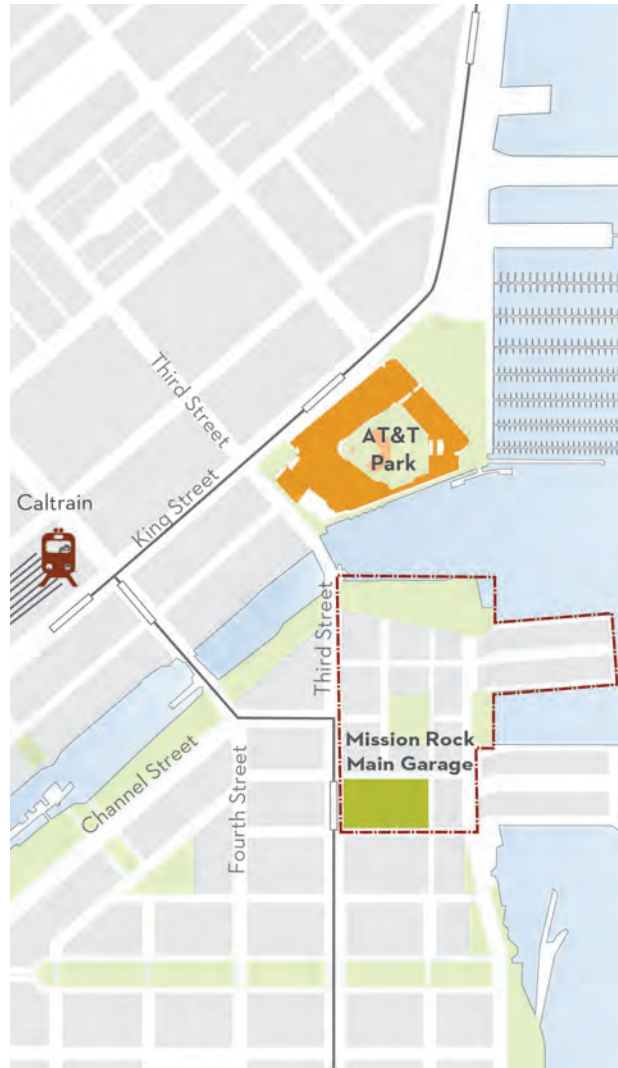 Third Street
AT&T
Park
King Street
Caltrain
Third Street
Mission Rock
Main Garage
Channel Street
Fourth Street